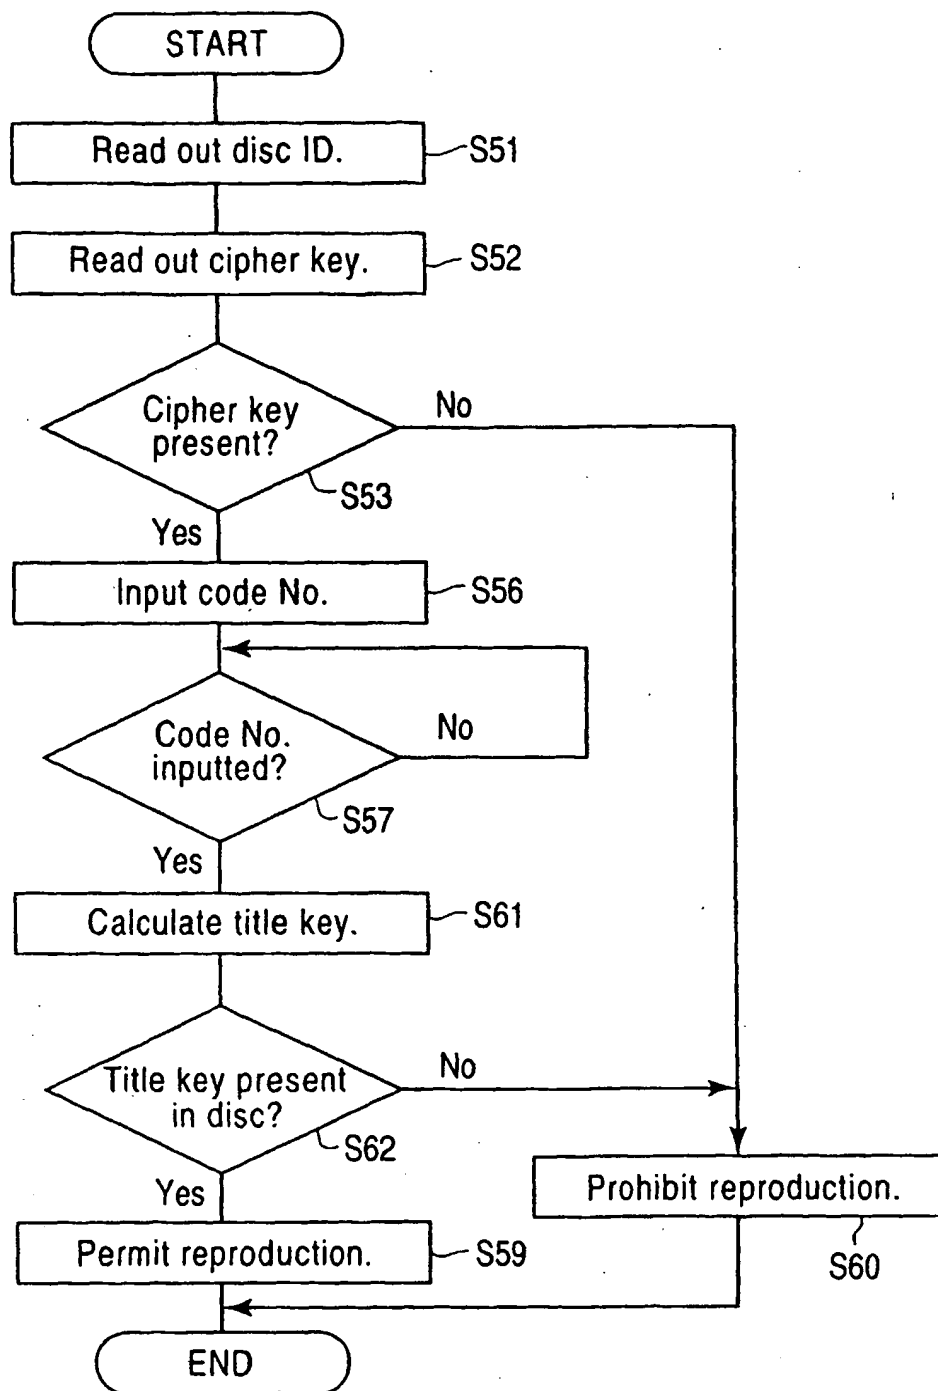 START
Read out disc ID.
S51
Read out cipher key.
S52
Cipher key
present?
No
S53
Yes
Input code No.
S56
Code No.
inputted?
No
S57
Yes
Calculate title key.
S61
Title key present
in disc?
No
S62
Yes
Prohibit reproduction.
S60
Permit reproduction.
S59
END